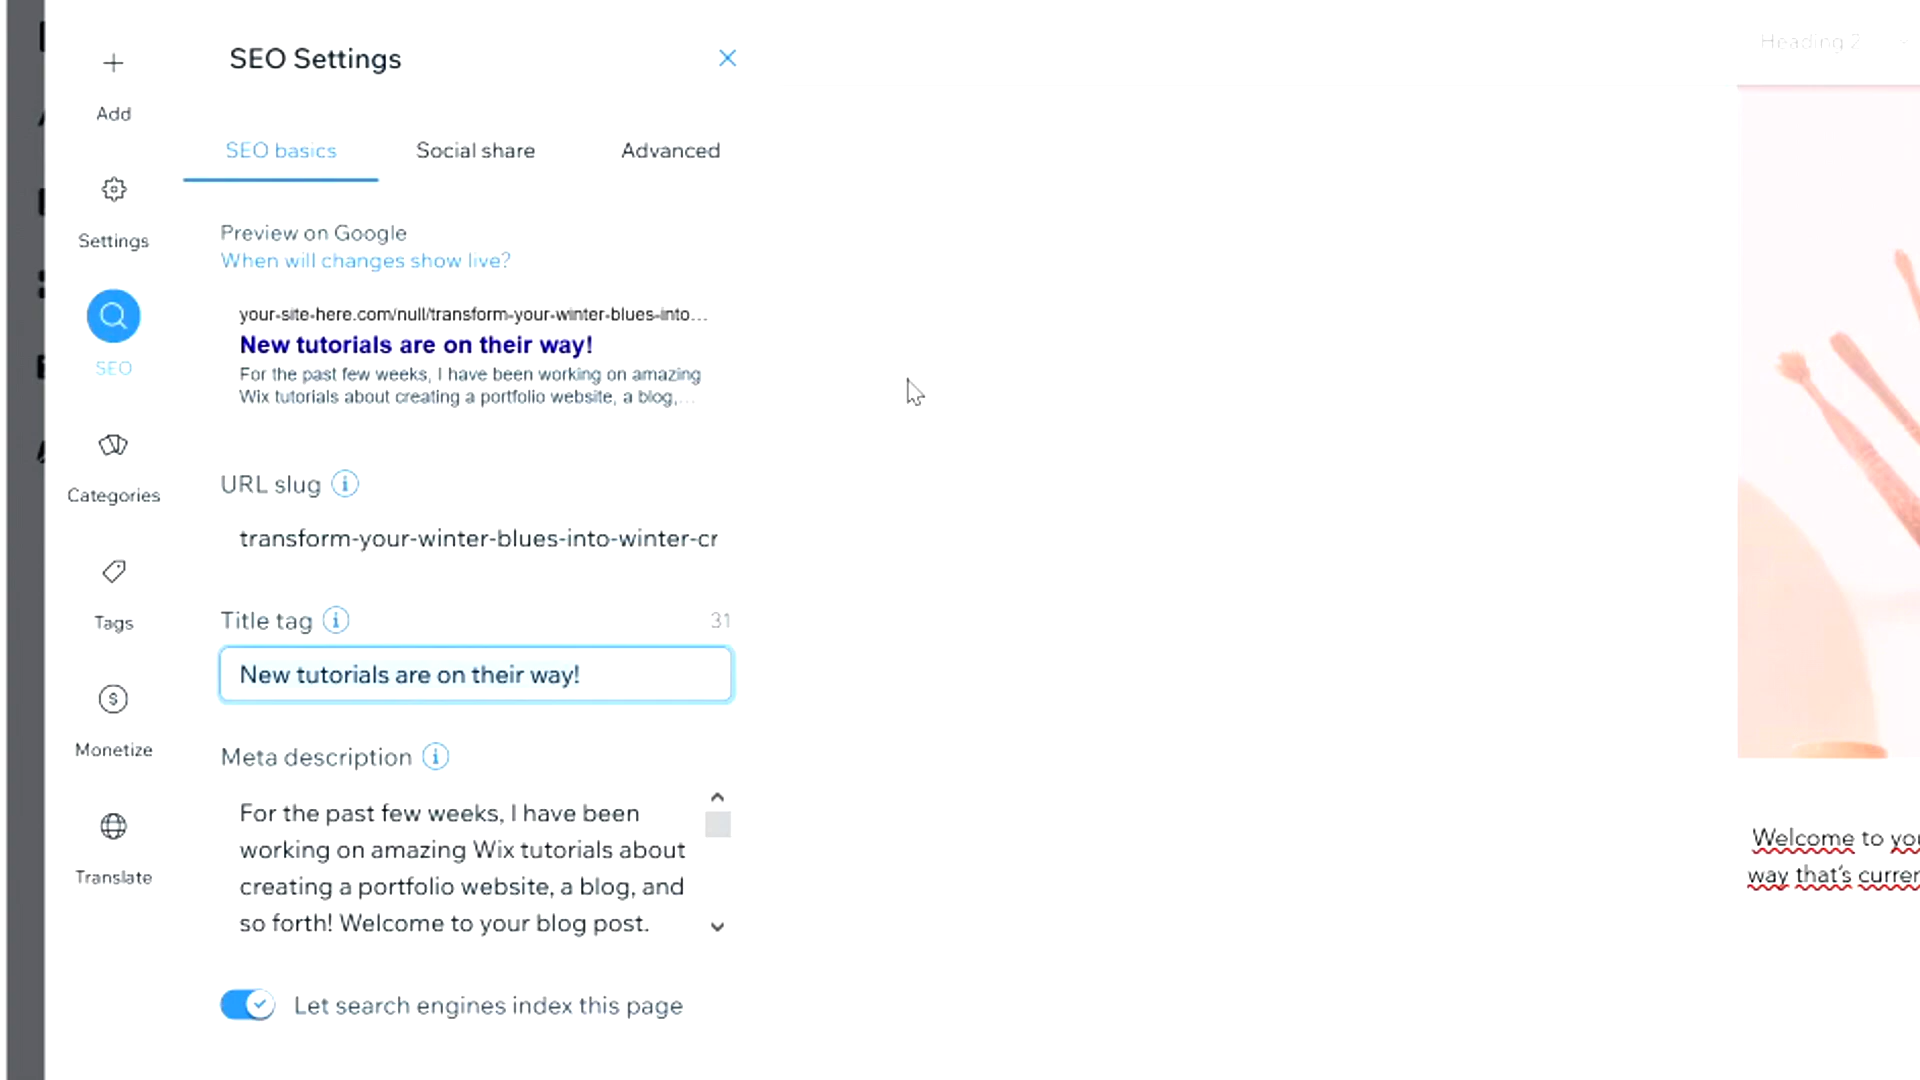 Add
Settings
SEO
Categories
Tags
Monetize
Translate
SEO Settings
SEO basics
Social share
Advanced
Preview on Google
When will changes show live?
your-site-here.com/null/transform-your-winter-blues-into...
New tutorials are on their way!
For the past few weeks, I have been working on amazing
Wix tutorials about creating a portfolio website, a blog,...
URL slug
transform-your-winter-blues-into-winter-cr
Title tag
31
New tutorials are on their way!
Meta description
For the past few weeks, I have been
working on amazing Wix tutorials about
creating a portfolio website, a blog, and
so forth! Welcome to your blog post.
Let search engines index this page
Heading 2
Welcome to you
way that's curren